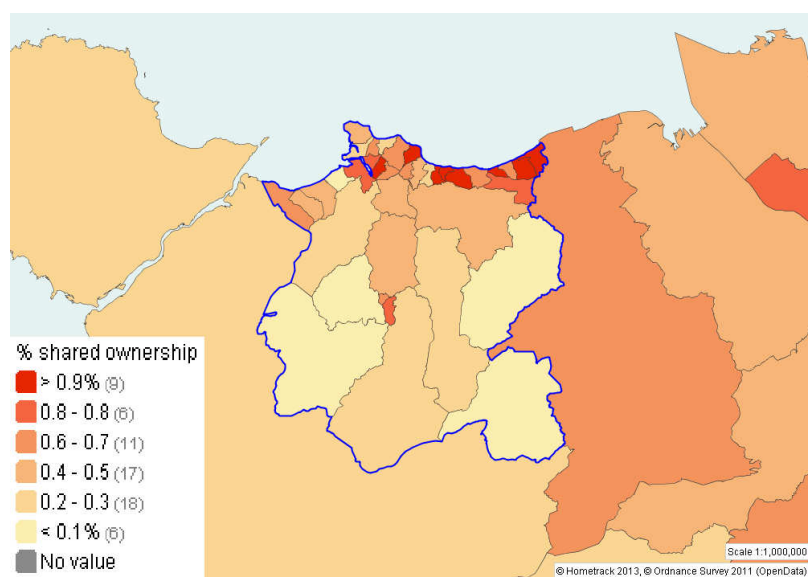 % shared ownership
> 0.9% (9)
0.8 - 0.8 (6)
0.6 - 0.7 (11)
0.4 - 0.5 (17)
0.2 - 0.3 (18)
< 0.1% (6)
No value
Scale 1:1,000,000
© Hometrack 2013, © Ordnance Survey 2011 (OpenData)